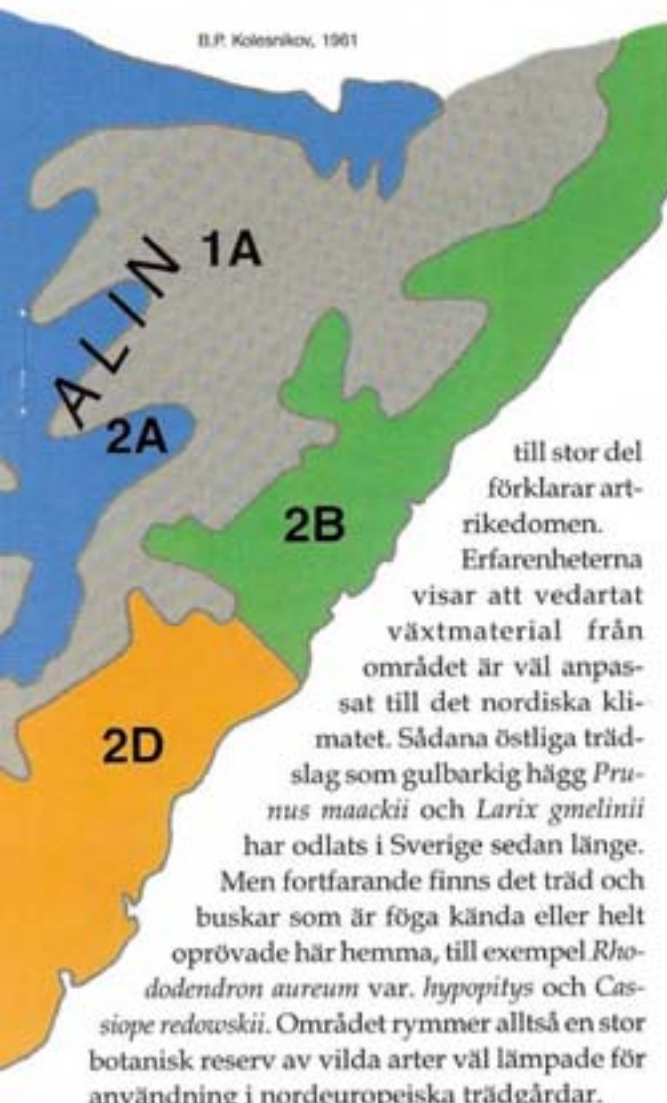 B.P. Kolesnikov, 1961
1A
ALIN
2A
2B
2D
till stor del
förklarar art-
rikedomen.
Erfarenheterna
visar att vedartat
växtmaterial från
området är väl anpas-
sat till det nordiska kli-
matet. Sådana östliga träd-
slag som gulbarkig hägg Pru-
nus maackii och Larix gmelinii
har odlats i Sverige sedan länge.
Men fortfarande finns det träd och
buskar som är föga kända eller helt
oprövade här hemma, till exempel Rho-
dodendron aureum var. hypopitys och Cas-
siope redowskii. Området rymmer alltså en stor
botanisk reserv av vilda arter väl lämpade för
användning i nordeuropeiska trädgårdar.